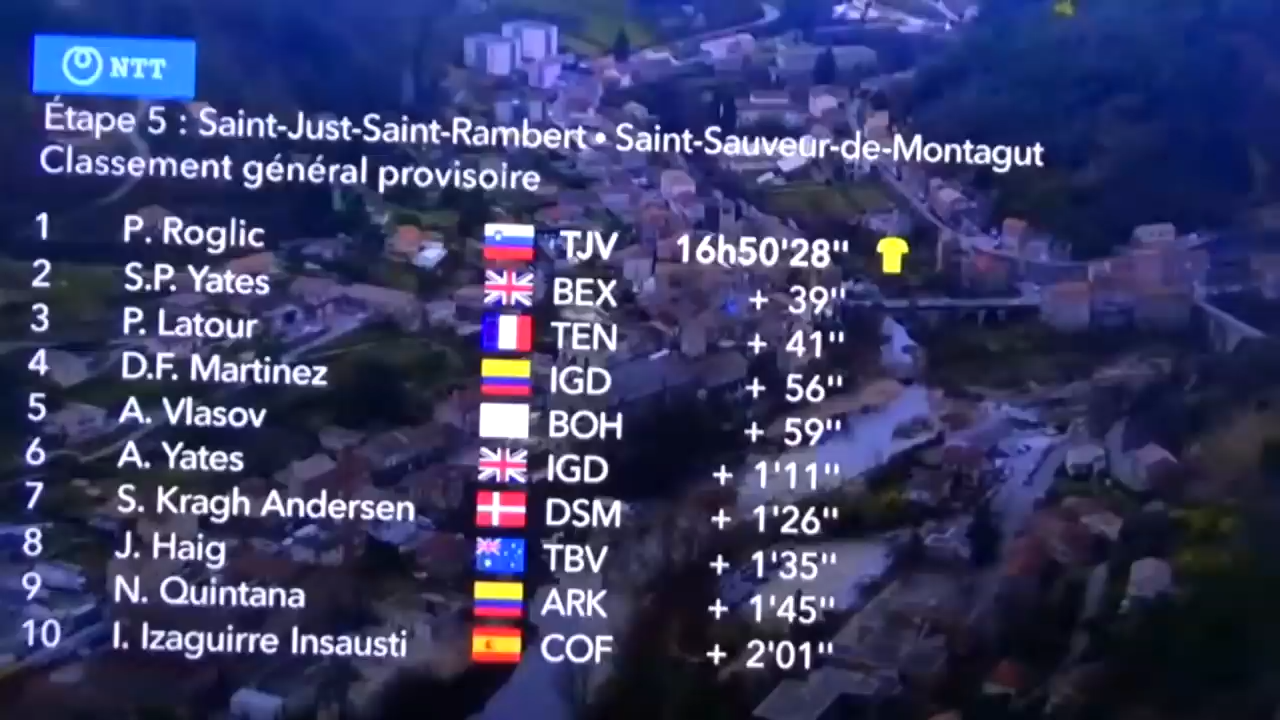 NTT
Étape 5 : Saint-Just-Saint-Rambert • Saint-Sauveur-de-Montagut
Classement général provisoire
1 P. Roglic TJV 16h50'28"
2 S.P. Yates BEX + 39"
3 P. Latour TEN + 41"
4 D.F. Martinez IGD + 56"
5 A. Vlasov BOH + 59"
6 A. Yates IGD + 1'11"
7 S. Kragh Andersen DSM + 1'26"
8 J. Haig TBV + 1'35"
9 N. Quintana ARK + 1'45"
10 I. Izaguirre Insausti COF + 2'01"